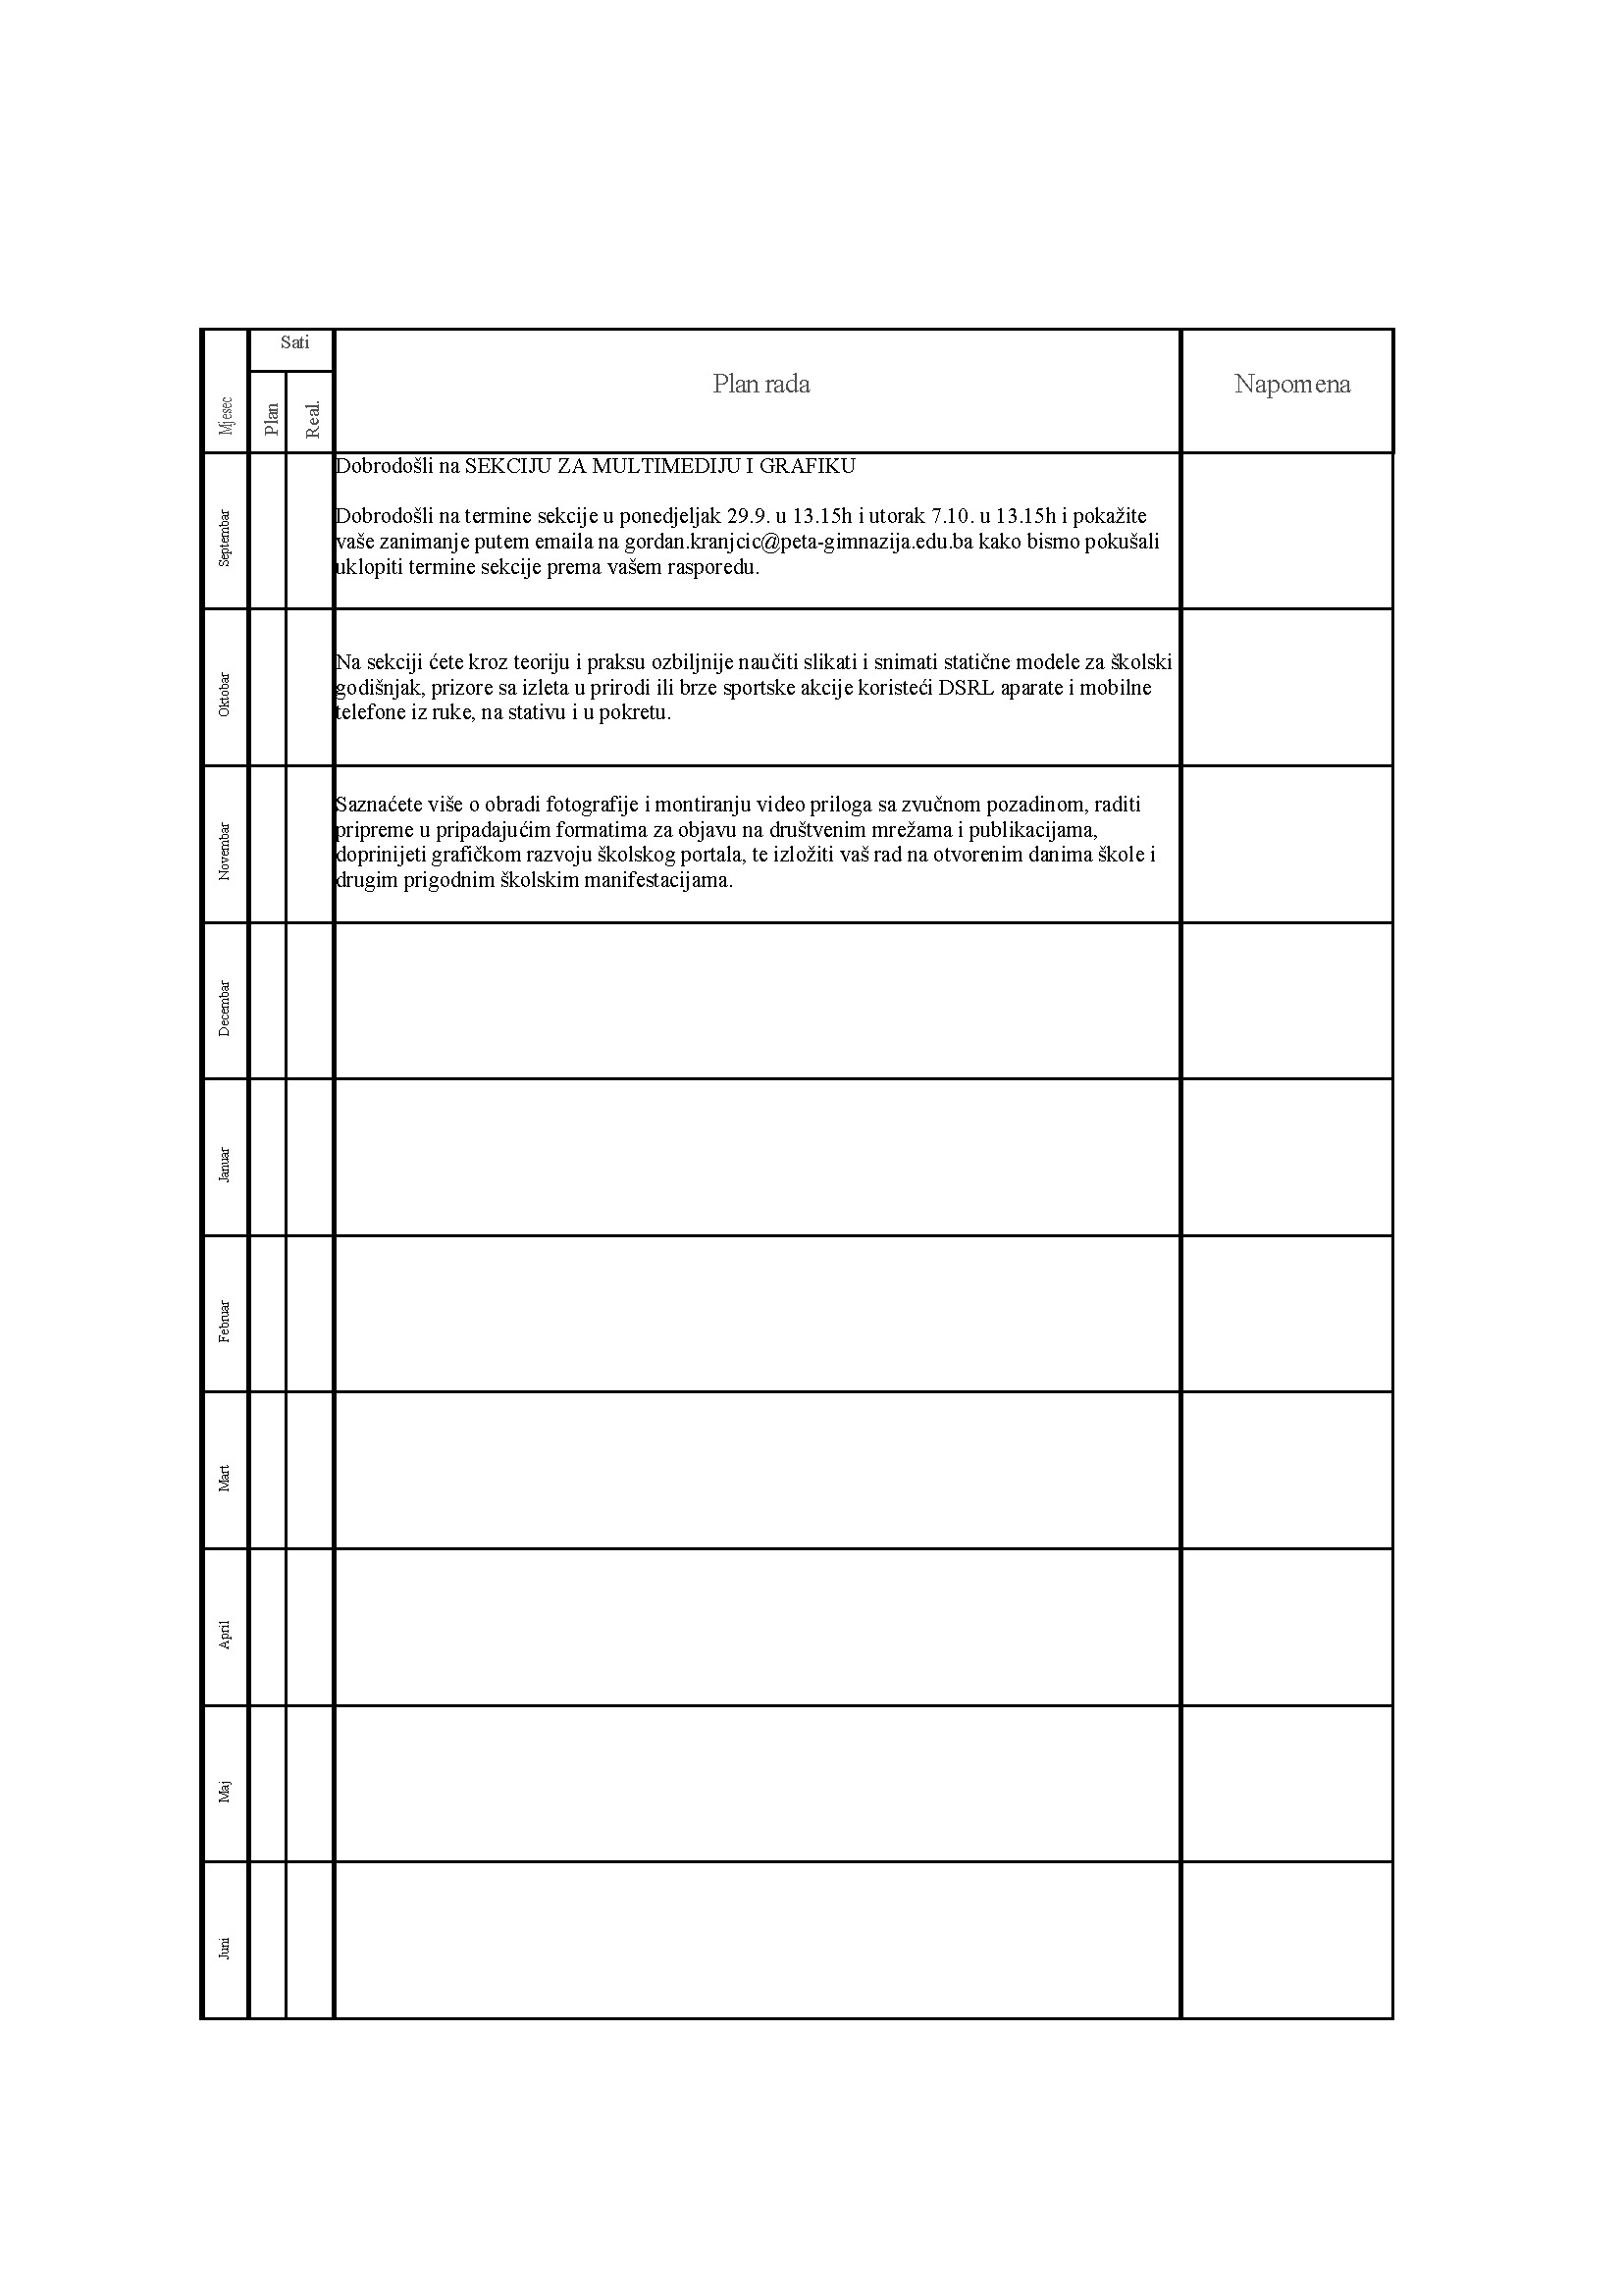 Mjesec
Sati
Plan
Real.
Plan rada
Napomena
Septembar
Dobrodošli na SEKCIJU ZA MULTIMEDIJU I GRAFIKU
Dobrodošli na termine sekcije u ponedjeljak 29.9. u 13.15h i utorak 7.10. u 13.15h i pokažite
vaše zanimanje putem emaila na gordan.kranjcic@peta-gimnazija.edu.ba kako bismo pokušali
uklopiti termine sekcije prema vašem rasporedu.
Oktobar
Na sekciji ćete kroz teoriju i praksu ozbiljnije naučiti slikati i snimati statične modele za školski
godišnjak, prizore sa izleta u prirodi ili brze sportske akcije koristeći DSRL aparate i mobilne
telefone iz ruke, na stativu i u pokretu.
Novembar
Saznaćete više o obradi fotografije i montiranju video priloga sa zvučnom pozadinom, raditi
pripreme u pripadajućim formatima za objavu na društvenim mrežama i publikacijama,
doprinijeti grafičkom razvoju školskog portala, te izložiti vaš rad na otvorenim danima škole i
drugim prigodnim školskim manifestacijama.
Decembar
Januar
Februar
Mart
April
Maj
Juni